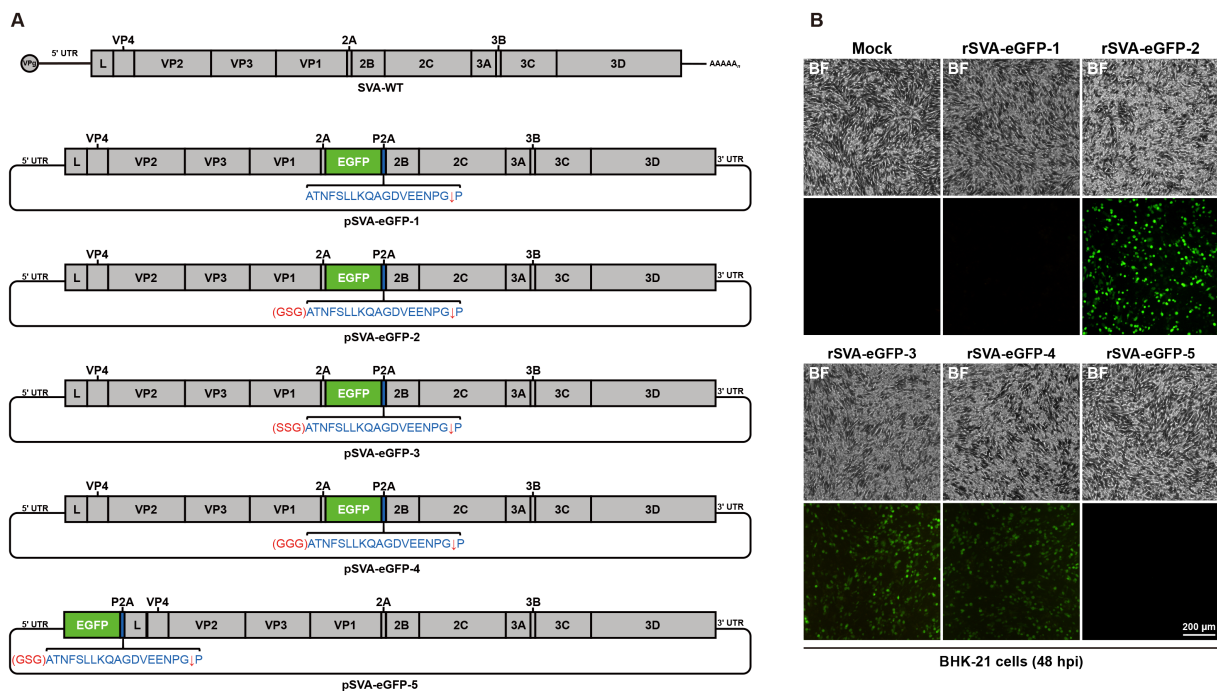 A
VP4 2A 3B
VPg 5' UTR L VP2 VP3 VP1 2B 2C 3A 3C 3D AAAAAn
SVA-WT
VP4 2A P2A 3B
5' UTR L VP2 VP3 VP1 EGFP 2B 2C 3A 3C 3D 3' UTR
ATNFSLLKQAGDVEENPG↓P
pSVA-eGFP-1
VP4 2A P2A 3B
5' UTR L VP2 VP3 VP1 EGFP 2B 2C 3A 3C 3D 3' UTR
(GSG)ATNFSLLKQAGDVEENPG↓P
pSVA-eGFP-2
VP4 2A P2A 3B
5' UTR L VP2 VP3 VP1 EGFP 2B 2C 3A 3C 3D 3' UTR
(SSG)ATNFSLLKQAGDVEENPG↓P
pSVA-eGFP-3
VP4 2A P2A 3B
5' UTR L VP2 VP3 VP1 EGFP 2B 2C 3A 3C 3D 3' UTR
(GGG)ATNFSLLKQAGDVEENPG↓P
pSVA-eGFP-4
P2A VP4 2A 3B
5' UTR EGFP L VP2 VP3 VP1 2B 2C 3A 3C 3D 3' UTR
(GSG)ATNFSLLKQAGDVEENPG↓P
pSVA-eGFP-5
B
Mock rSVA-eGFP-1 rSVA-eGFP-2
BF BF BF
rSVA-eGFP-3 rSVA-eGFP-4 rSVA-eGFP-5
BF BF BF
200 μm
BHK-21 cells (48 hpi)